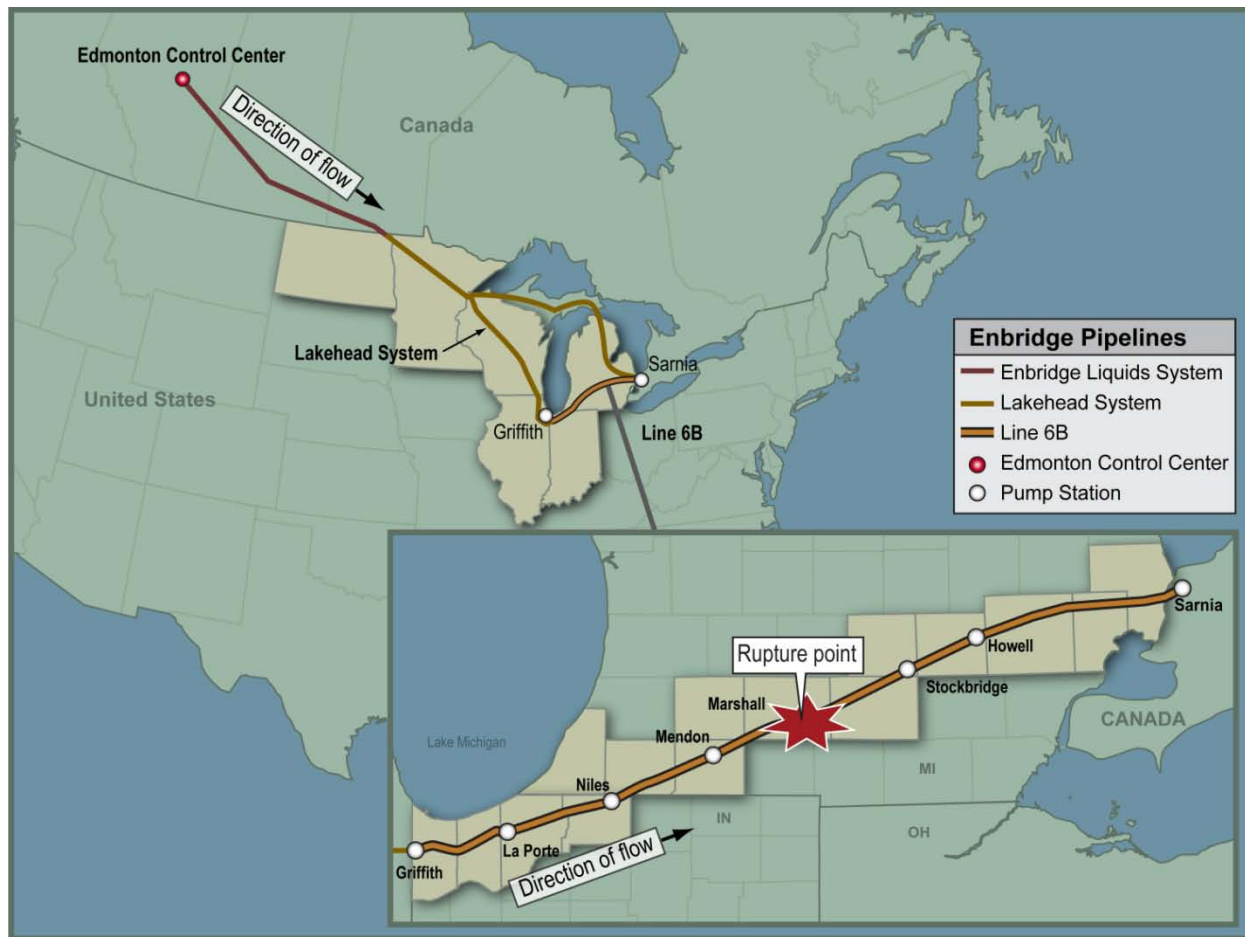 Edmonton Control Center
Direction of flow
Canada
Lakehead System
United States
Griffith
Sarnia
Line 6B
Enbridge Pipelines
Enbridge Liquids System
Lakehead System
Line 6B
Edmonton Control Center
Pump Station
Sarnia
Howell
Rupture point
Stockbridge
Marshall
CANADA
Mendon
Lake Michigan
MI
Niles
IN
OH
La Porte
Direction of flow
Griffith